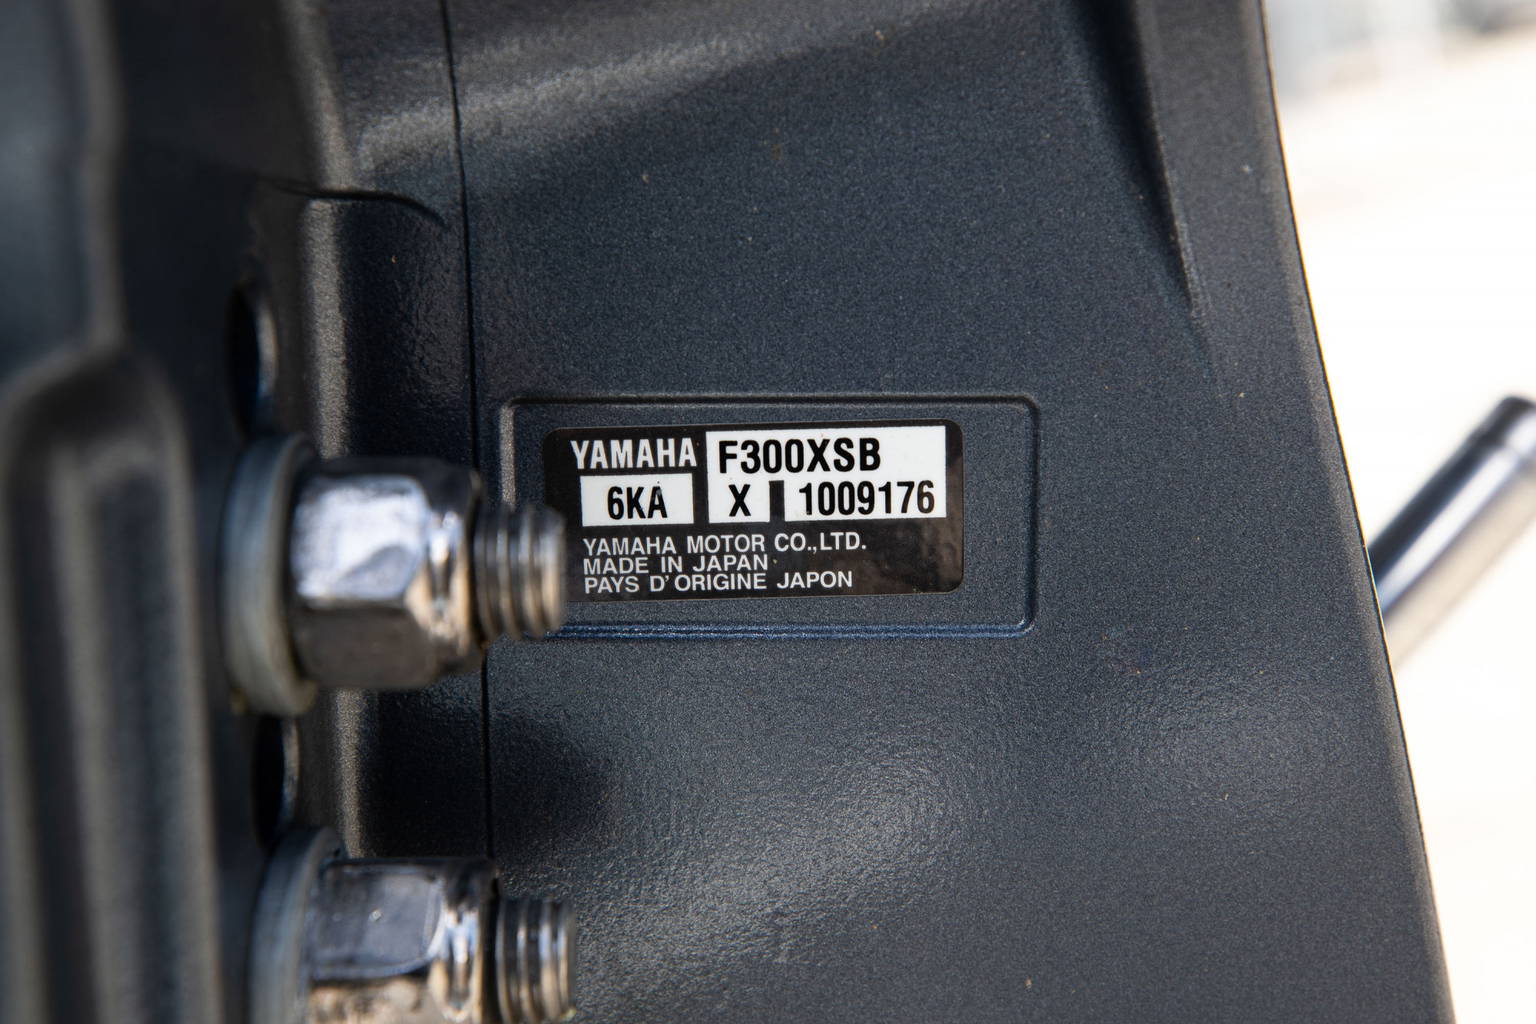 YAMAHA F300XSB
6KA X 1009176
YAMAHA MOTOR CO.,LTD.
MADE IN JAPAN
PAYS D'ORIGINE JAPON